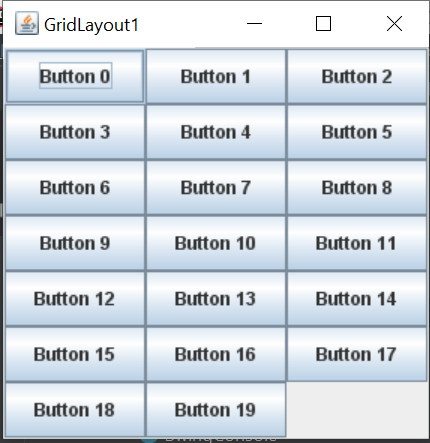 GridLayout1
Button 0 Button 1 Button 2
Button 3 Button 4 Button 5
Button 6 Button 7 Button 8
Button 9 Button 10 Button 11
Button 12 Button 13 Button 14
Button 15 Button 16 Button 17
Button 18 Button 19